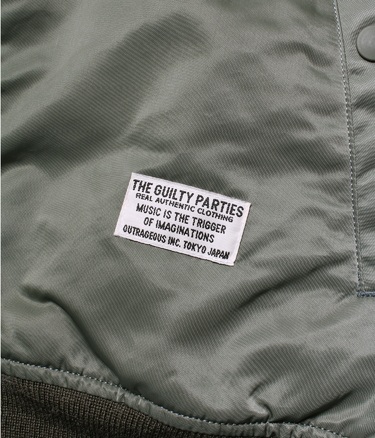 THE GUILTY PARTIES
REAL AUTHENTIC CLOTHING
MUSIC IS THE TRIGGER
OF IMAGINATIONS
OUTRAGEOUS INC. TOKYO JAPAN